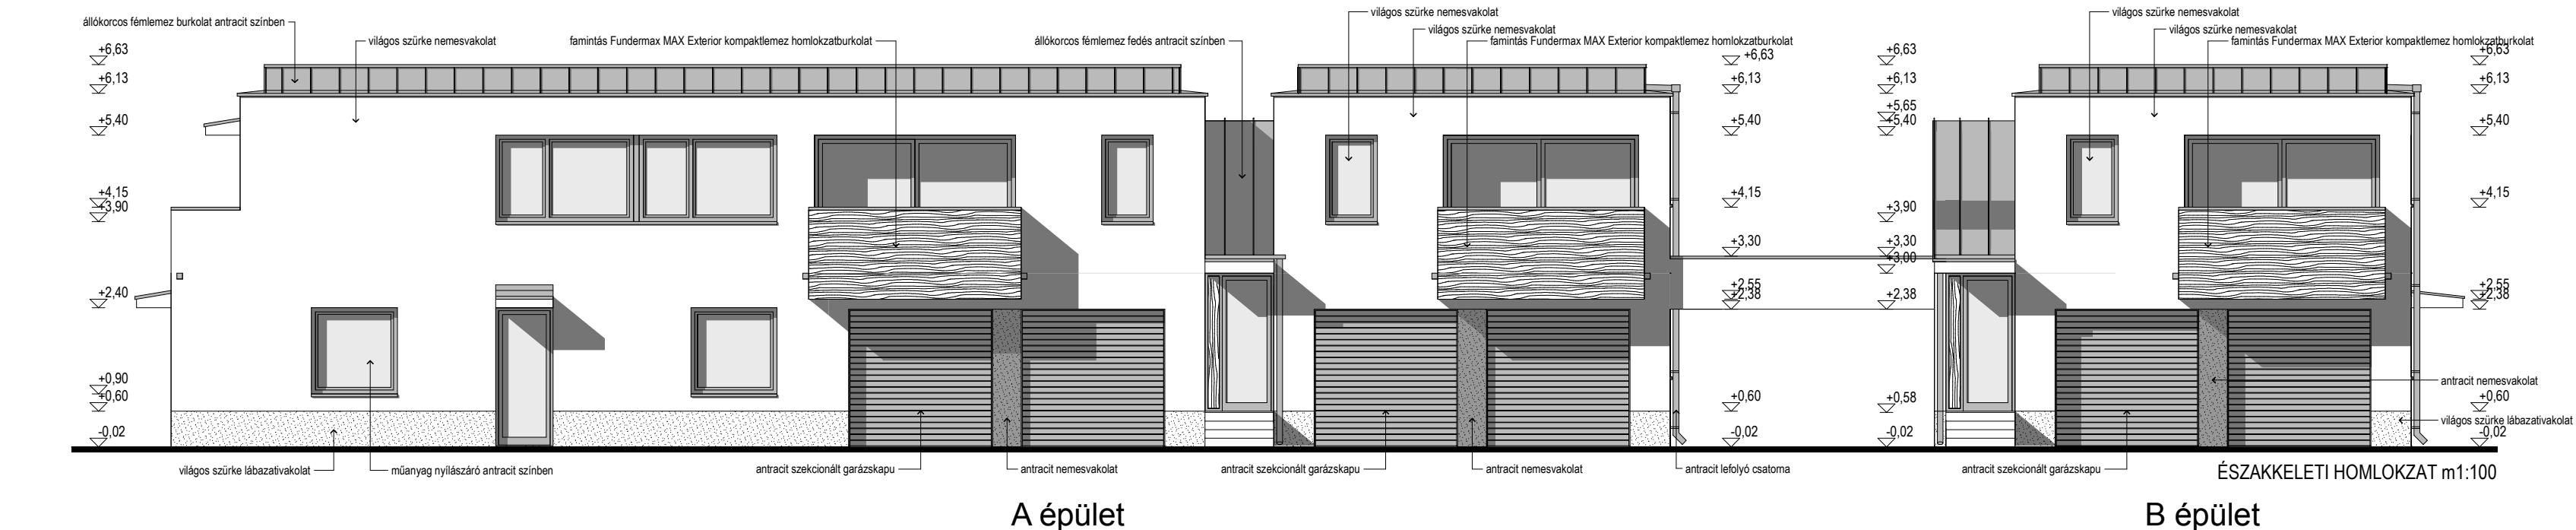 állókorcos fémlemez burkolat antracit színben
világos szürke nemesvakolat
famintás Fundermax MAX Exterior kompaktlemez homlokzatburkolat
állókorcos fémlemez fedés antracit színben
világos szürke nemesvakolat
világos szürke nemesvakolat
famintás Fundermax MAX Exterior kompaktlemez homlokzatburkolat
világos szürke nemesvakolat
világos szürke nemesvakolat
famintás Fundermax MAX Exterior kompaktlemez homlokzatburkolat
+6,63
+6,13
+5,40
+4,15
+3,90
+2,40
+0,90
+0,60
-0,02
+6,63
+6,13
+5,40
+4,15
+3,30
+2,55
+2,38
+0,60
-0,02
+6,63
+6,13
+5,65
+5,40
+3,90
+3,30
+3,00
+2,38
+0,58
-0,02
+6,63
+6,13
+5,40
+4,15
+2,55
+2,38
+0,60
-0,02
antracit nemesvakolat
világos szürke lábazativakolat
világos szürke lábazativakolat
műanyag nyílászáró antracit színben
antracit szekcionált garázskapu
antracit nemesvakolat
antracit szekcionált garázskapu
antracit nemesvakolat
antracit lefolyó csatorna
antracit szekcionált garázskapu
ÉSZAKKELETI HOMLOKZAT m1:100
A épület
B épület